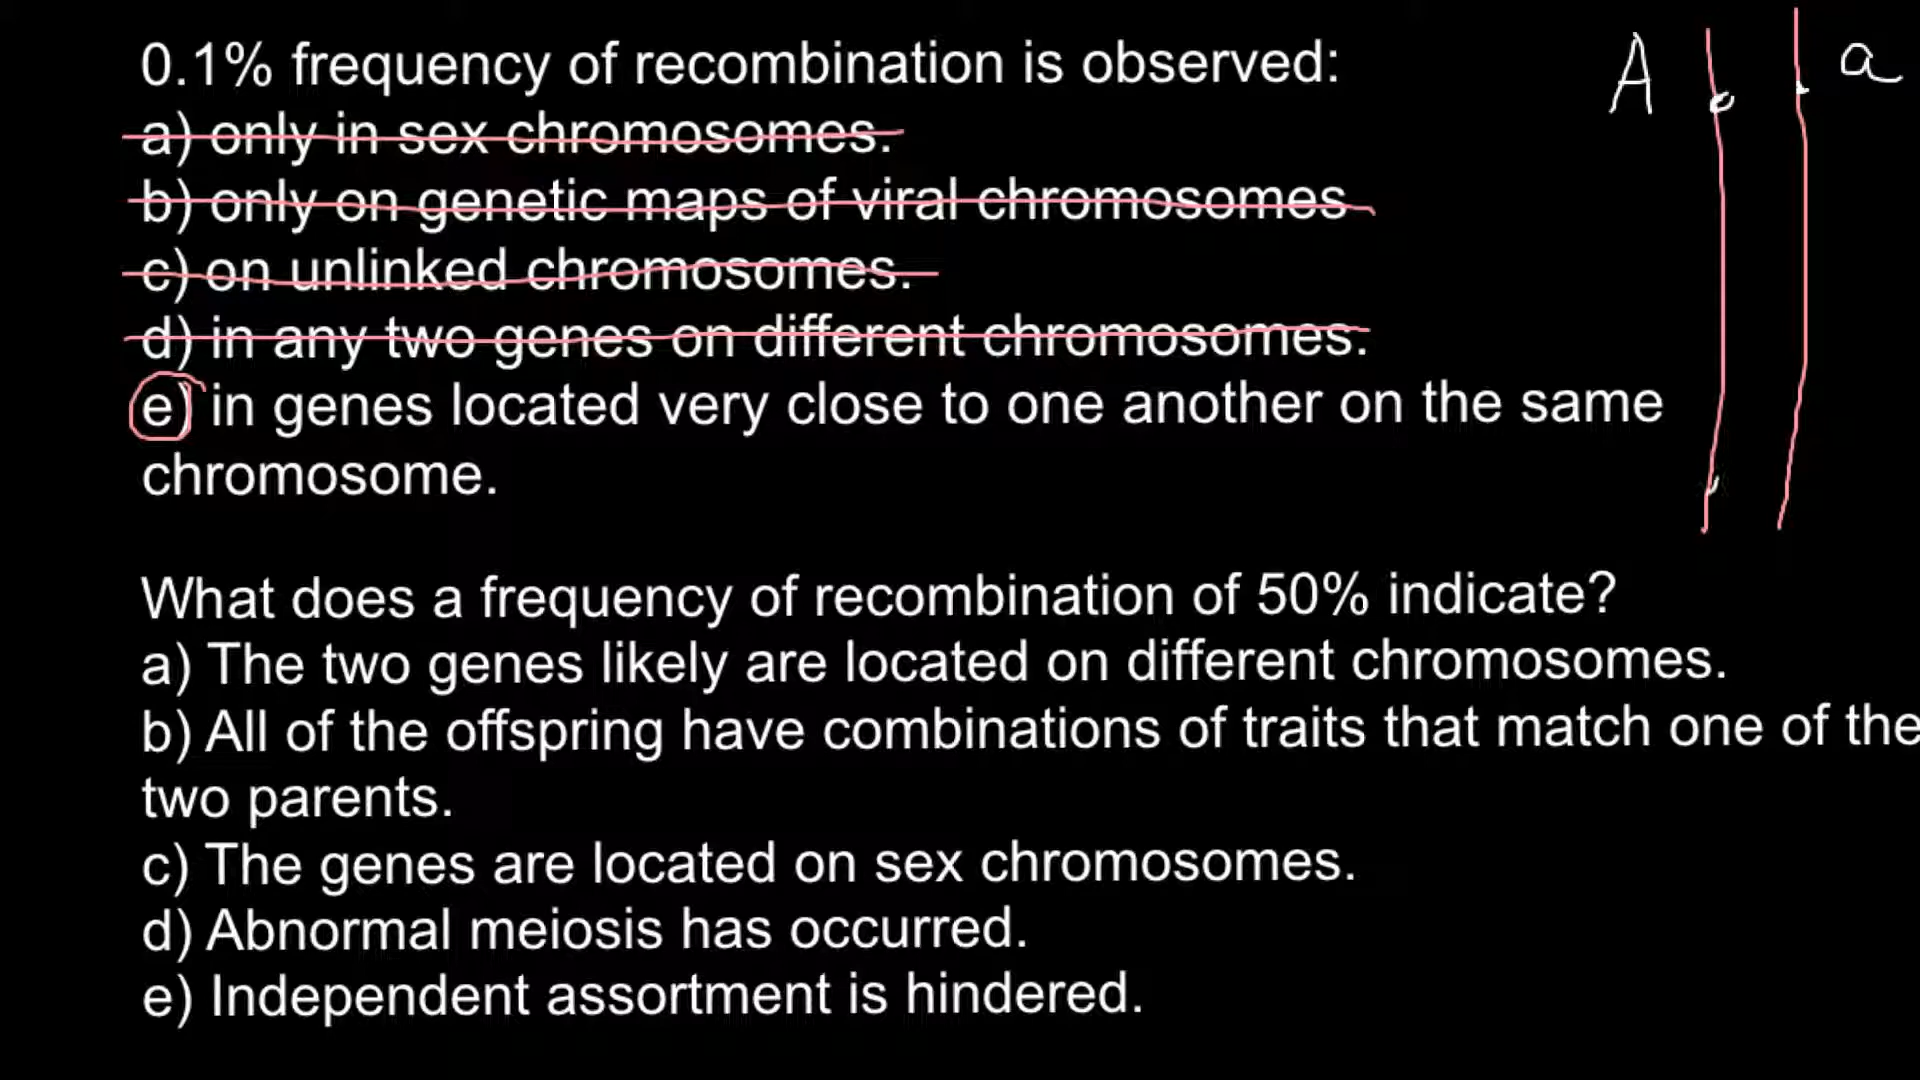 0.1% frequency of recombination is observed:
a) only in sex chromosomes.
b) only on genetic maps of viral chromosomes
c) on unlinked chromosomes.
d) in any two genes on different chromosomes.
e) in genes located very close to one another on the same
chromosome.
A a
What does a frequency of recombination of 50% indicate?
a) The two genes likely are located on different chromosomes.
b) All of the offspring have combinations of traits that match one of the
two parents.
c) The genes are located on sex chromosomes.
d) Abnormal meiosis has occurred.
e) Independent assortment is hindered.